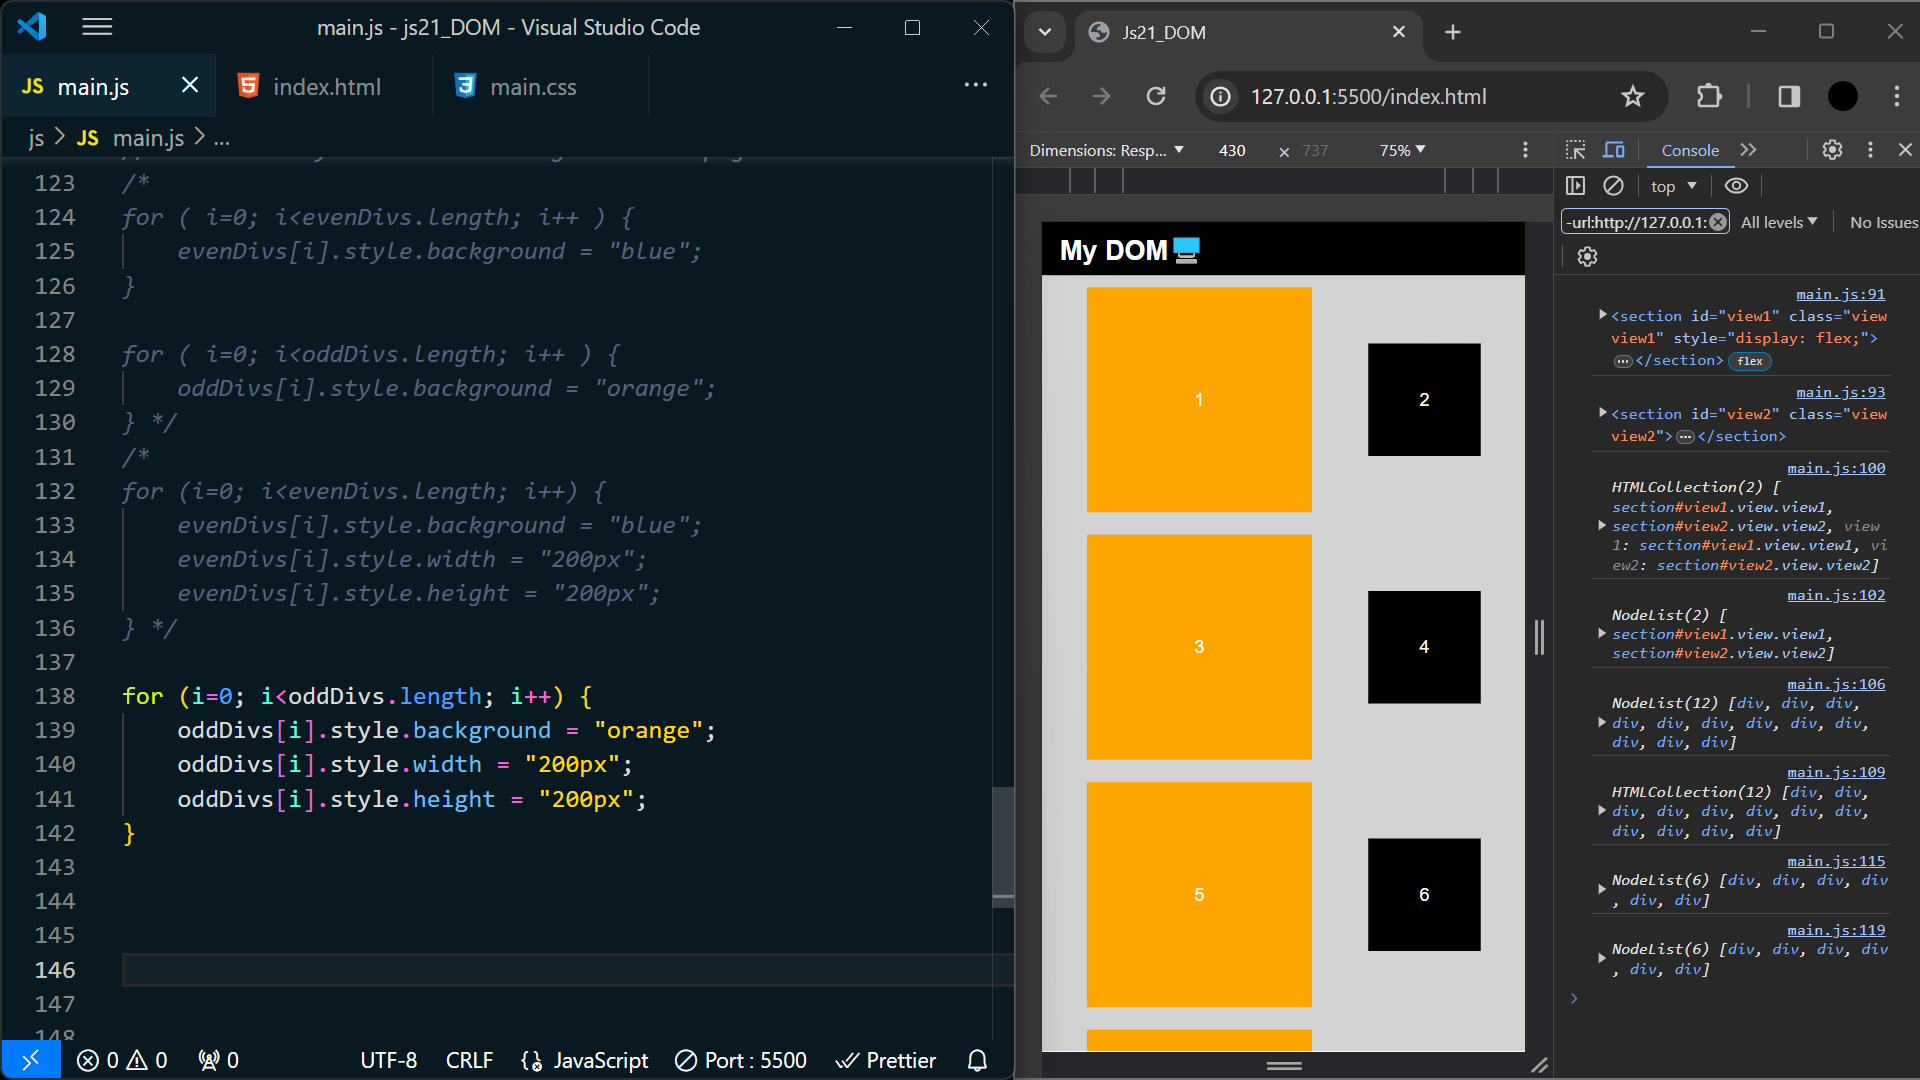 main.js - js21_DOM - Visual Studio Code
JS main.js
index.html
main.css
js > JS main.js > ...
123 /*
124 for ( i=0; i<evenDivs.length; i++ ) {
125 evenDivs[i].style.background = "blue";
126 }
127
128 for ( i=0; i<oddDivs.length; i++ ) {
129 oddDivs[i].style.background = "orange";
130 } */
131 /*
132 for (i=0; i<evenDivs.length; i++) {
133 evenDivs[i].style.background = "blue";
134 evenDivs[i].style.width = "200px";
135 evenDivs[i].style.height = "200px";
136 } */
137
138 for (i=0; i<oddDivs.length; i++) {
139 oddDivs[i].style.background = "orange";
140 oddDivs[i].style.width = "200px";
141 oddDivs[i].style.height = "200px";
142 }
143
144
145
146
147
148
0 0 0 UTF-8 CRLF {} JavaScript Port : 5500 Prettier
Js21_DOM
127.0.0.1:5500/index.html
Dimensions: Resp... 430 × 737 75%
My DOM
1
2
3
4
5
6
Console
top
-url:http://127.0.0.1: All levels No Issues
main.js:91
<section id="view1" class="view
view1" style="display: flex;">
…</section> flex
main.js:93
<section id="view2" class="view
view2">…</section>
main.js:100
HTMLCollection(2) [
section#view1.view.view1,
section#view2.view.view2, view
1: section#view1.view.view1, vi
ew2: section#view2.view.view2]
main.js:102
NodeList(2) [
section#view1.view.view1,
section#view2.view.view2]
main.js:106
NodeList(12) [div, div, div,
div, div, div, div, div, div,
div, div, div]
main.js:109
HTMLCollection(12) [div, div,
div, div, div, div, div, div,
div, div, div, div]
main.js:115
NodeList(6) [div, div, div, div
, div, div]
main.js:119
NodeList(6) [div, div, div, div
, div, div]